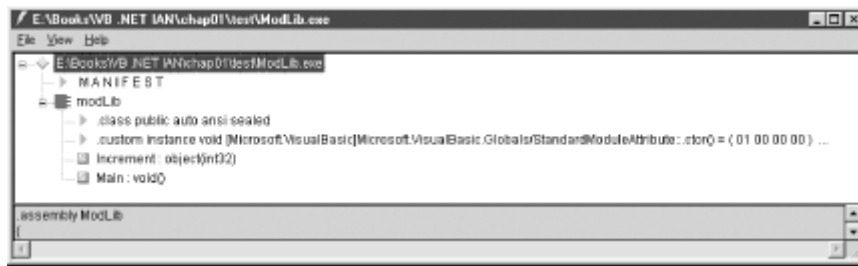 E:\Books\VB .NET IAN\chap01\test\ModLib.exe
File View Help
E:\Books\VB .NET IAN\chap01\test\ModLib.exe
MANIFEST
modLib
.class public auto ansi sealed
.custom instance void [Microsoft.VisualBasic]Microsoft.VisualBasic.Globals/StandardModuleAttribute::.ctor() = ( 01 00 00 00 ) ...
Increment : object(int32)
Main : void()
.assembly ModLib
{